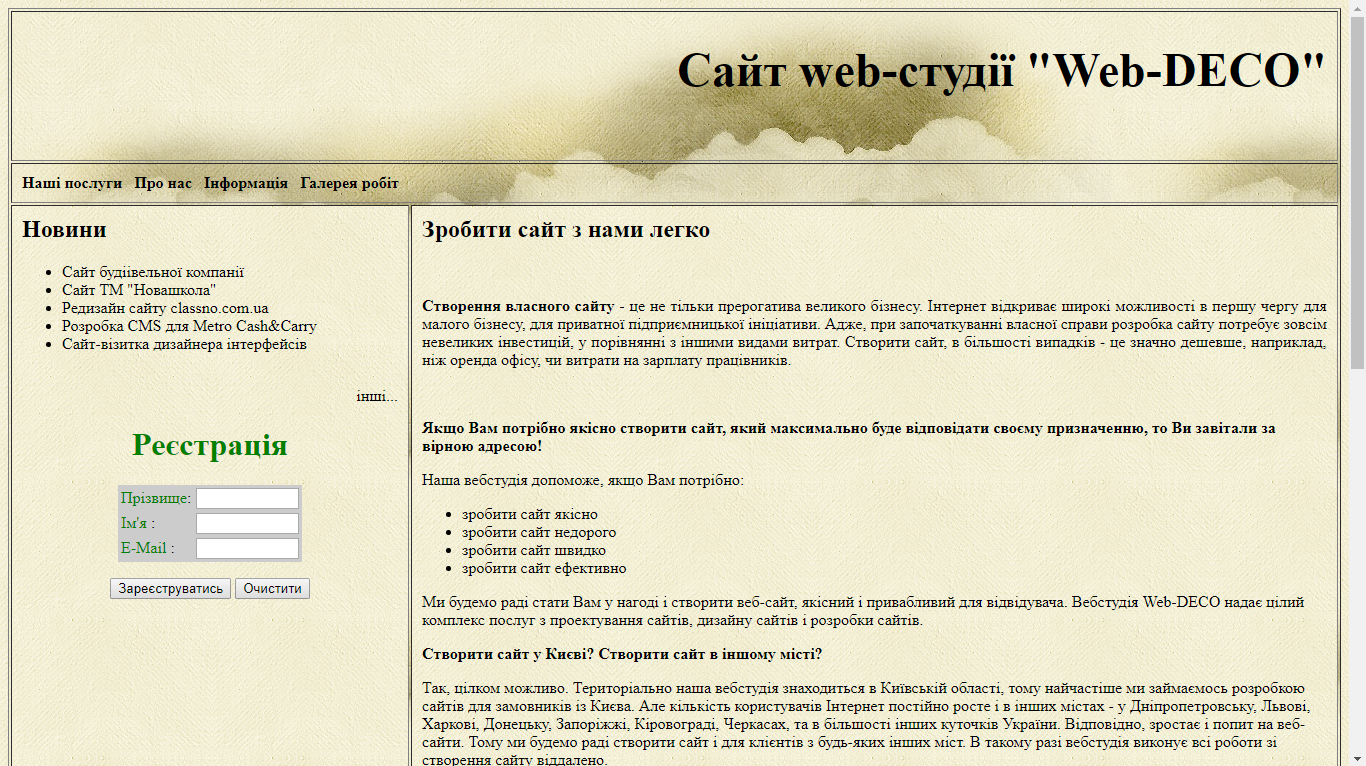 Сайт web-студії "Web-DECO"
Наші послуги Про нас Інформація Галерея робіт
Новини
Сайт будіівельної компанії
Сайт ТМ "Новашкола"
Редизайн сайту classno.com.ua
Розробка CMS для Metro Cash&Carry
Сайт-візитка дизайнера інтерфейсів
інші...
Реєстрація
Прізвище:
Ім'я :
E-Mail :
Зареєструватись Очистити
Зробити сайт з нами легко
Створення власного сайту - це не тільки прерогатива великого бізнесу. Інтернет відкриває широкі можливості в першу чергу для
малого бізнесу, для приватної підприємницької ініціативи. Адже, при започаткуванні власної справи розробка сайту потребує зовсім
невеликих інвестицій, у порівнянні з іншими видами витрат. Створити сайт, в більшості випадків - це значно дешевше, наприклад,
ніж оренда офісу, чи витрати на зарплату працівників.
Якщо Вам потрібно якісно створити сайт, який максимально буде відповідати своєму призначенню, то Ви завітали за
вірною адресою!
Наша вебстудія допоможе, якщо Вам потрібно:
зробити сайт якісно
зробити сайт недорого
зробити сайт швидко
зробити сайт ефективно
Ми будемо раді стати Вам у нагоді і створити веб-сайт, якісний і привабливий для відвідувача. Вебстудія Web-DECO надає цілий
комплекс послуг з проектування сайтів, дизайну сайтів і розробки сайтів.
Створити сайт у Києві? Створити сайт в іншому місті?
Так, цілком можливо. Територіально наша вебстудія знаходиться в Київській області, тому найчастіше ми займаємось розробкою
сайтів для замовників із Києва. Але кількість користувачів Інтернет постійно росте і в інших містах - у Дніпропетровську, Львові,
Харкові, Донецьку, Запоріжжі, Кіровограді, Черкасах, та в більшості інших куточків України. Відповідно, зростає і попит на веб-
сайти. Тому ми будемо раді створити сайт і для клієнтів з будь-яких інших міст. В такому разі вебстудія виконує всі роботи зі
створення сайту віддалено.